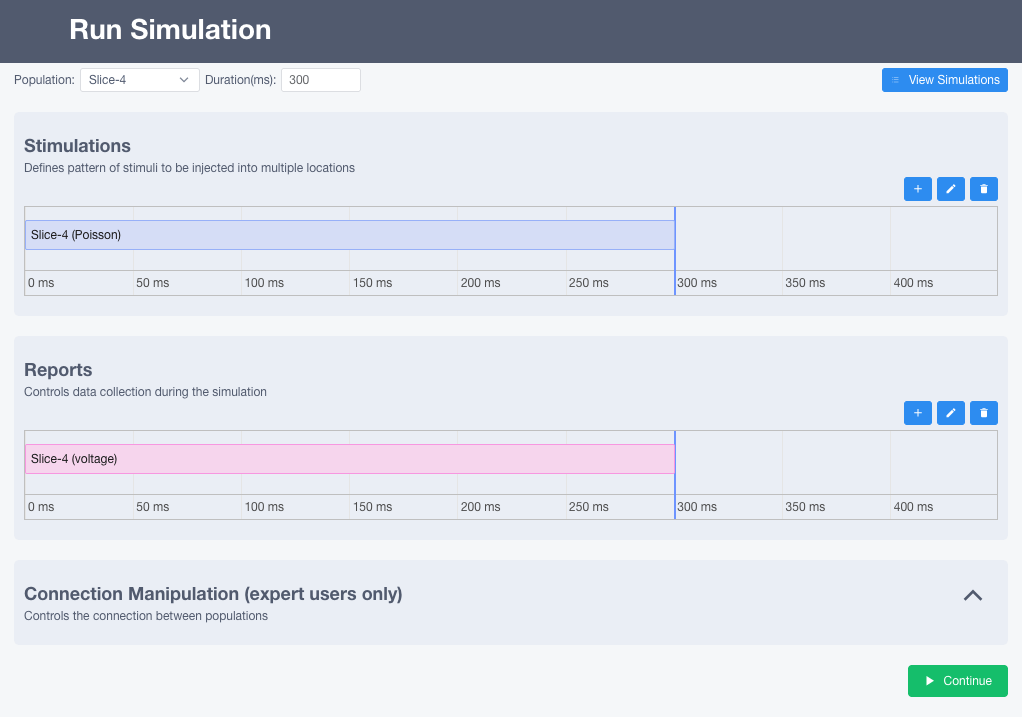 Run Simulation
Population: Slice-4 Duration(ms): 300 View Simulations
Stimulations
Defines pattern of stimuli to be injected into multiple locations
Slice-4 (Poisson)
0 ms 50 ms 100 ms 150 ms 200 ms 250 ms 300 ms 350 ms 400 ms
Reports
Controls data collection during the simulation
Slice-4 (voltage)
0 ms 50 ms 100 ms 150 ms 200 ms 250 ms 300 ms 350 ms 400 ms
Connection Manipulation (expert users only)
Controls the connection between populations
Continue